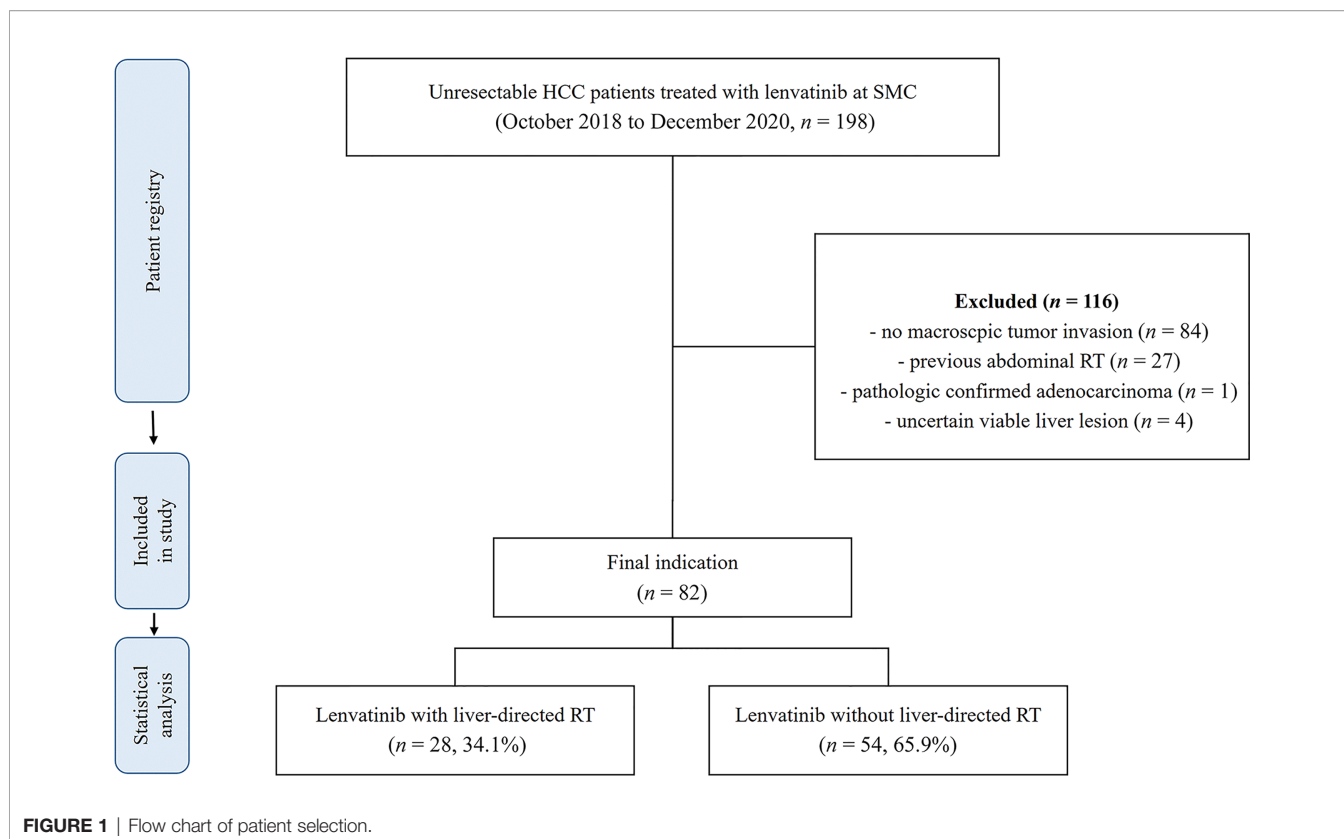 Patient registry
Included
in study
Statistical
analysis
Unresectable HCC patients treated with lenvatinib at SMC
(October 2018 to December 2020, n = 198)
Excluded (n = 116)
- no macroscpic tumor invasion (n = 84)
- previous abdominal RT (n = 27)
- pathologic confirmed adenocarcinoma (n = 1)
- uncertain viable liver lesion (n = 4)
Final indication
(n = 82)
Lenvatinib with liver-directed RT
(n = 28, 34.1%)
Lenvatinib without liver-directed RT
(n = 54, 65.9%)
FIGURE 1 | Flow chart of patient selection.